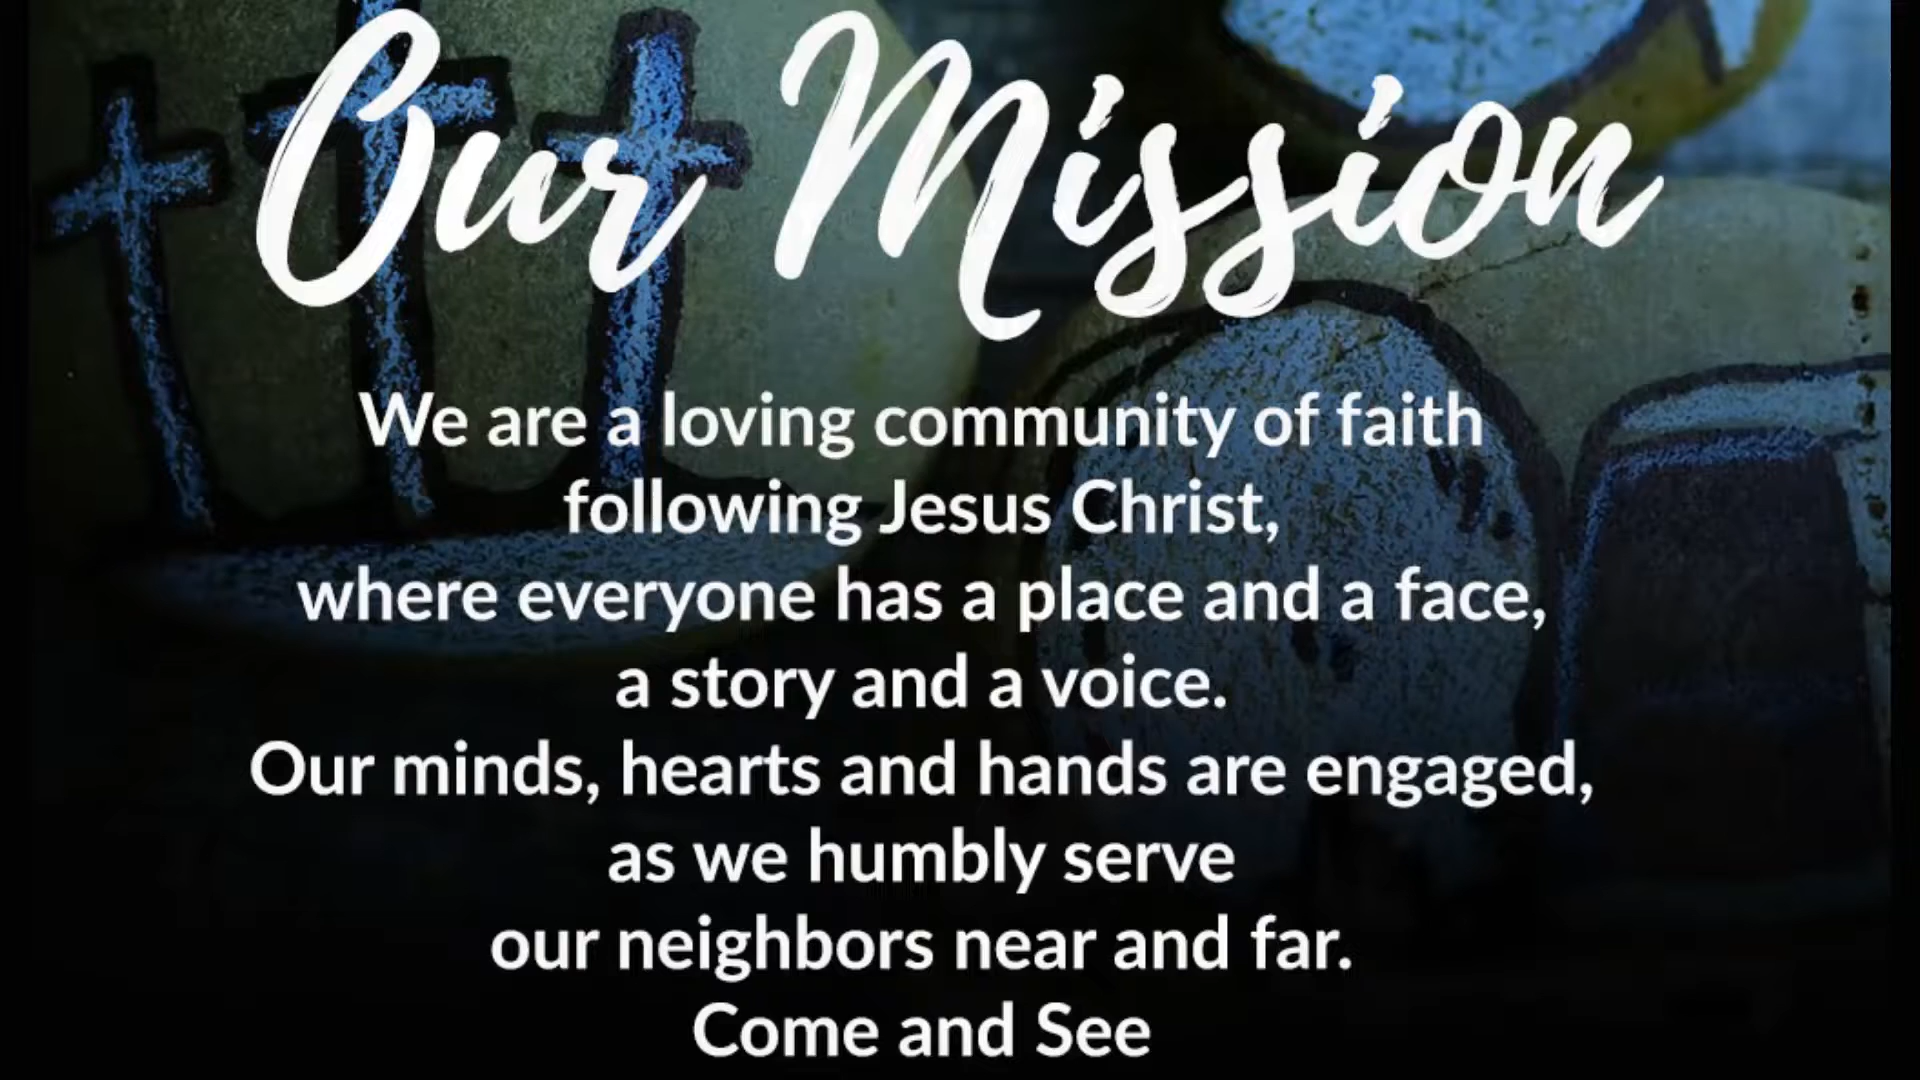 Our Mission
We are a loving community of faith
following Jesus Christ,
where everyone has a place and a face,
a story and a voice.
Our minds, hearts and hands are engaged,
as we humbly serve
our neighbors near and far.
Come and See